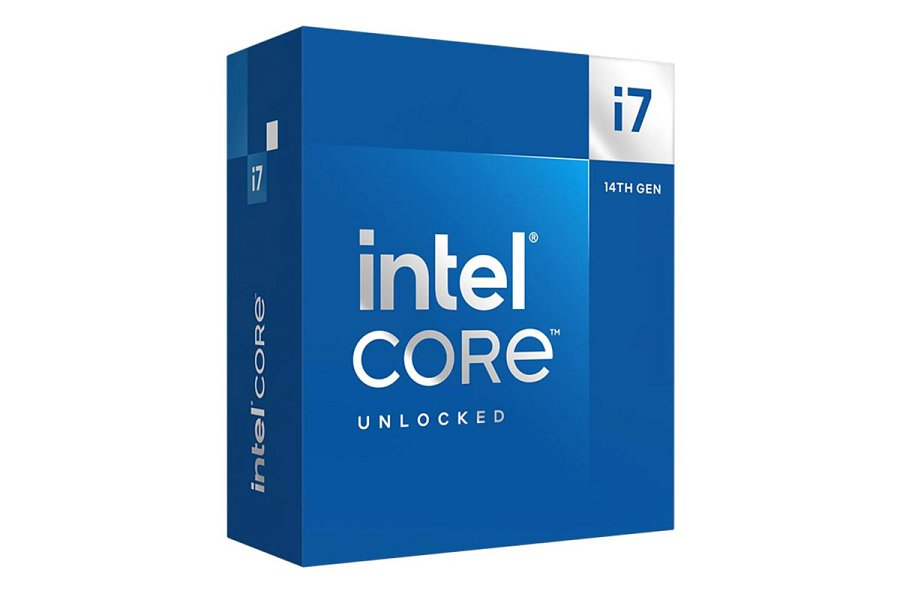 i7
14TH GEN
intel®
CORE™
UNLOCKED
i7
intel CORE